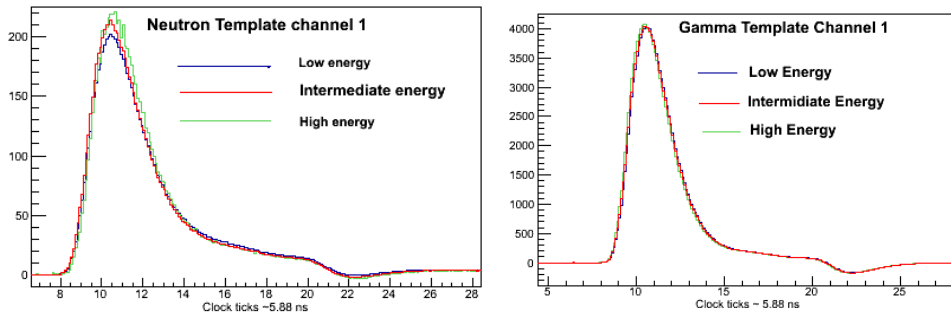 Neutron Template channel 1
Low energy
Intermediate energy
High energy
200
150
100
50
0
8 10 12 14 16 18 20 22 24 26 28
Clock ticks ~5.88 ns
Gamma Template Channel 1
Low Energy
Intermidiate Energy
High Energy
4000
3500
3000
2500
2000
1500
1000
500
0
5 10 15 20 25
Clock ticks ~5.88 ns